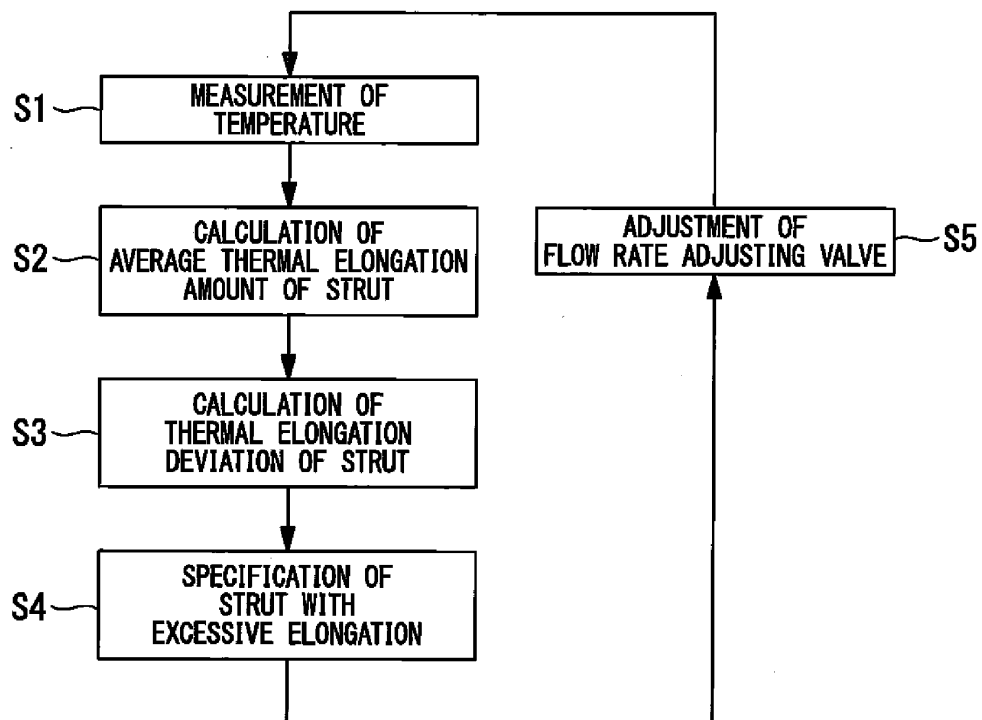 S1
MEASUREMENT OF
TEMPERATURE
S2
CALCULATION OF
AVERAGE THERMAL ELONGATION
AMOUNT OF STRUT
S3
CALCULATION OF
THERMAL ELONGATION
DEVIATION OF STRUT
S4
SPECIFICATION OF
STRUT WITH
EXCESSIVE ELONGATION
ADJUSTMENT OF
FLOW RATE ADJUSTING VALVE
S5